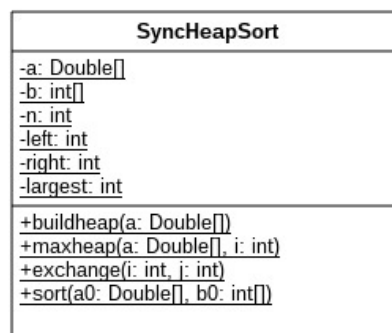 SyncHeapSort
-a: Double[]
-b: int[]
-n: int
-left: int
-right: int
-largest: int
+buildheap(a: Double[])
+maxheap(a: Double[], i: int)
+exchange(i: int, j: int)
+sort(a0: Double[], b0: int[])